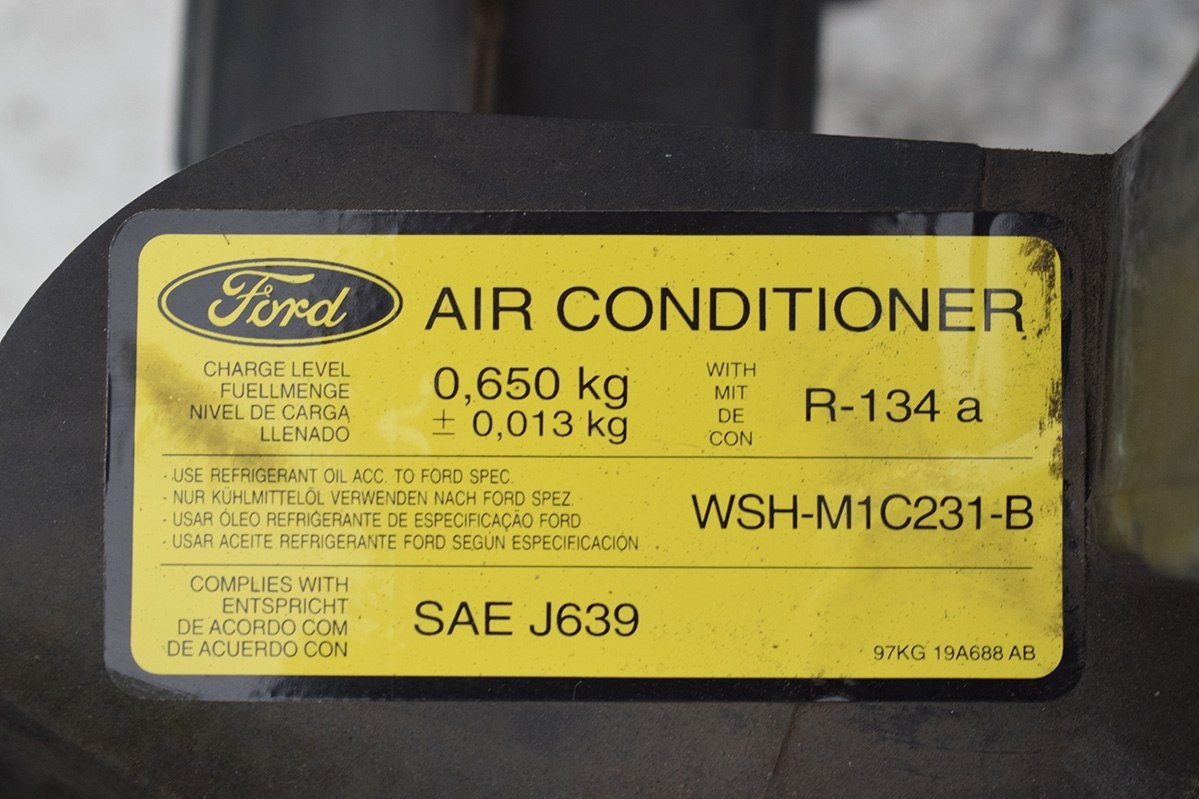 Ford AIR CONDITIONER
CHARGE LEVEL
FUELLMENGE
NIVEL DE CARGA
LLENADO
0,650 kg
± 0,013 kg
WITH
MIT
DE
CON
R-134 a
- USE REFRIGERANT OIL ACC. TO FORD SPEC.
- NUR KÜHLMITTELÖL VERWENDEN NACH FORD SPEZ.
- USAR ÓLEO REFRIGERANTE DE ESPECIFICAÇÃO FORD
- USAR ACEITE REFRIGERANTE FORD SEGÚN ESPECIFICACIÓN
WSH-M1C231-B
COMPLIES WITH
ENTSPRICHT
DE ACORDO COM
DE ACUERDO CON
SAE J639
97KG 19A688 AB